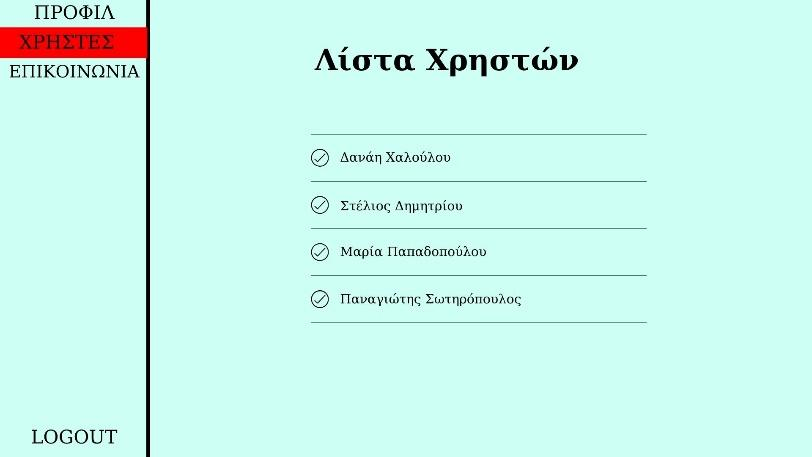 ΠΡΟΦΙΛ
ΧΡΗΣΤΕΣ
ΕΠΙΚΟΙΝΩΝΙΑ
LOGOUT
Λίστα Χρηστών
Δανάη Χαλούλου
Στέλιος Δημητρίου
Μαρία Παπαδοπούλου
Παναγιώτης Σωτηρόπουλος